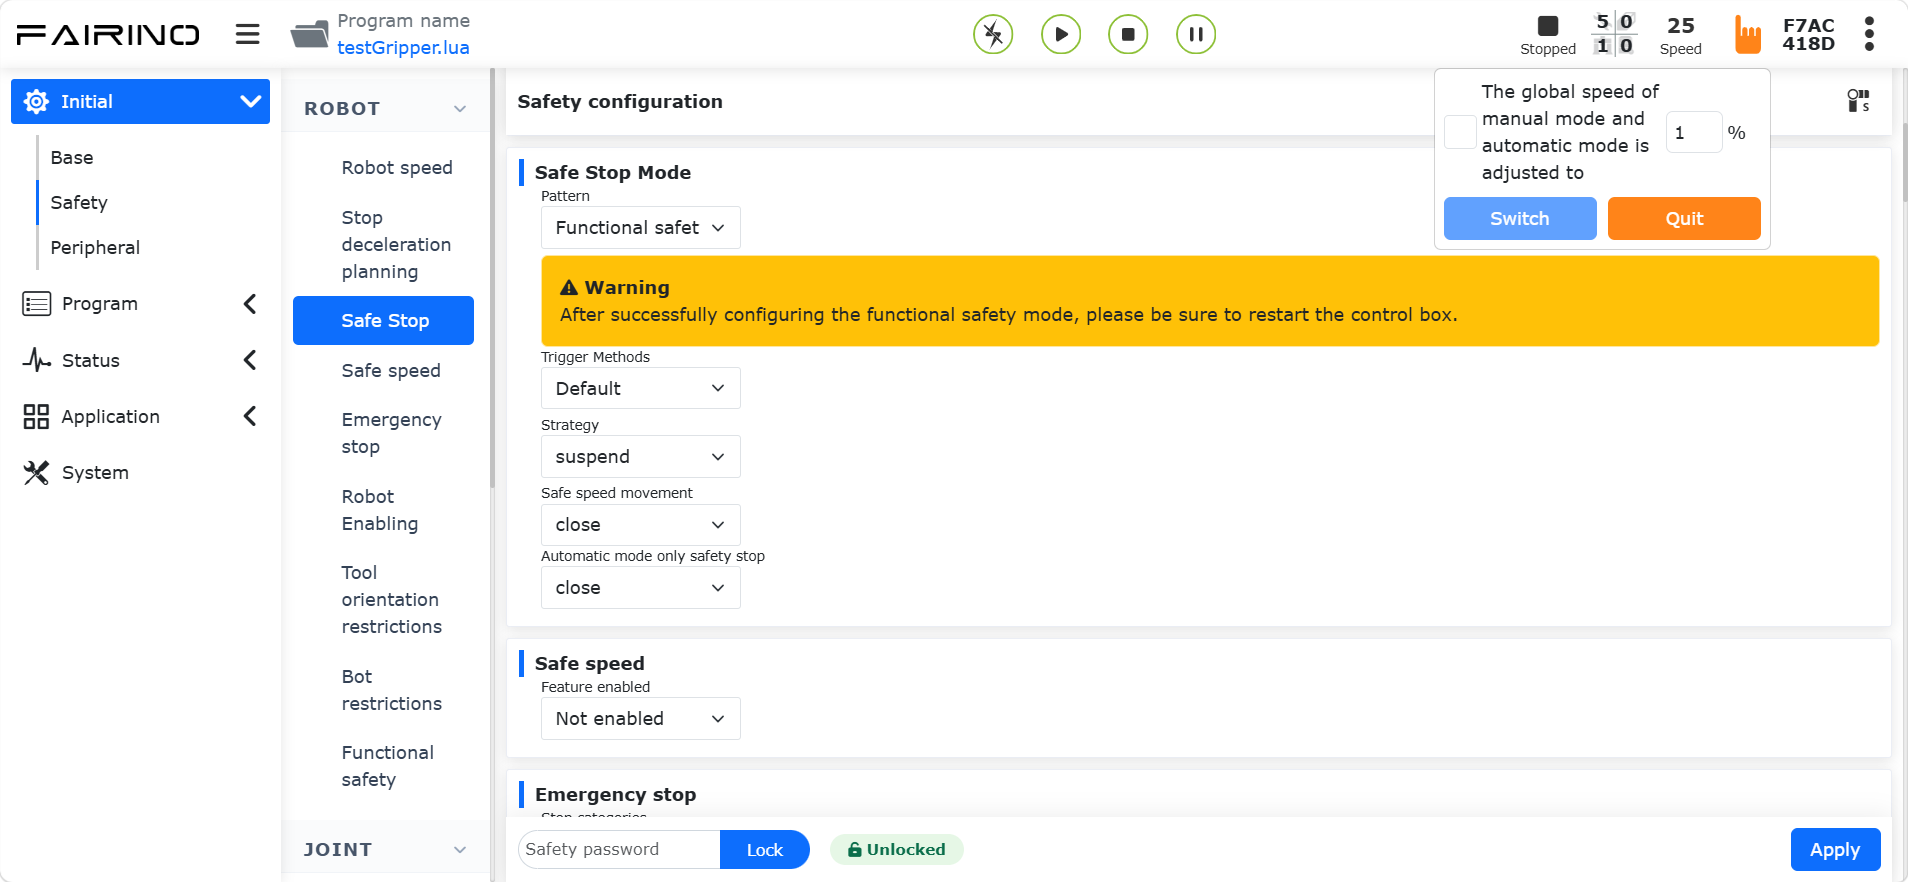 FAIRINO
Program name
testGripper.lua
Stopped
5 0
1 0
25
Speed
F7AC
418D
Initial
Base
Safety
Peripheral
Program
Status
Application
System
ROBOT
Robot speed
Stop
deceleration
planning
Safe Stop
Safe speed
Emergency
stop
Robot
Enabling
Tool
orientation
restrictions
Bot
restrictions
Functional
safety
JOINT
Safety configuration
S
The global speed of
manual mode and
automatic mode is
adjusted to
1 %
Switch
Quit
Safe Stop Mode
Pattern
Functional safet
Warning
After successfully configuring the functional safety mode, please be sure to restart the control box.
Trigger Methods
Default
Strategy
suspend
Safe speed movement
close
Automatic mode only safety stop
close
Safe speed
Feature enabled
Not enabled
Emergency stop
Stop categories
Safety password
Lock
Unlocked
Apply